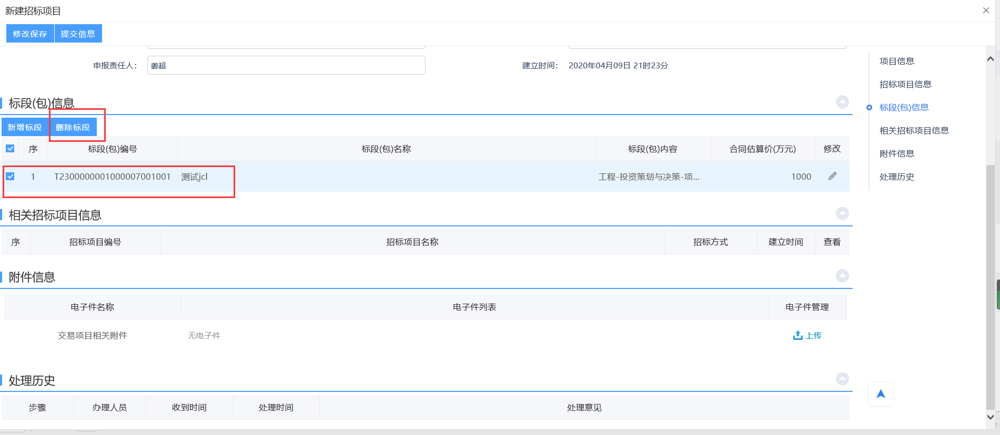 新建招标项目
修改保存 提交信息
申报责任人： 姜超 建立时间： 2020年04月09日 21时23分
标段(包)信息
新增标段 删除标段
序 标段(包)编号 标段(包)名称 标段(包)内容 合同估算价(万元) 修改
1 T2300000001000007001001 测试jcl 工程-投资策划与决策-项... 1000
相关招标项目信息
序 招标项目编号 招标项目名称 招标方式 建立时间 查看
附件信息
电子件名称 电子件列表 电子件管理
交易项目相关附件 无电子件 上传
处理历史
步骤 办理人员 收到时间 处理时间 处理意见
项目信息
招标项目信息
标段(包)信息
相关招标项目信息
附件信息
处理历史